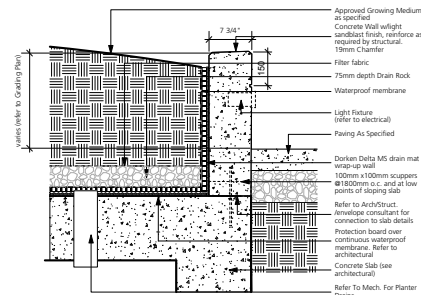 7 3/4"
150
varies (refer to Grading Plan)
Approved Growing Medium
as specified
Concrete Wall w/light
sandblast finish, reinforce as
required by structural.
19mm Chamfer
Filter fabric
75mm depth Drain Rock
Waterproof membrane
Light Fixture
(refer to electrical)
Paving As Specified
Dorken Delta MS drain mat
wrap-up wall
100mm x100mm scuppers
@1800mm o.c. and at low
points of sloping slab
Refer to Arch/Struct.
/envelope consultant for
connection to slab details
Protection board over
continuous waterproof
membrane. Refer to
architectural
Concrete Slab (see
architectural)
Refer To Mech. For Planter
Drains